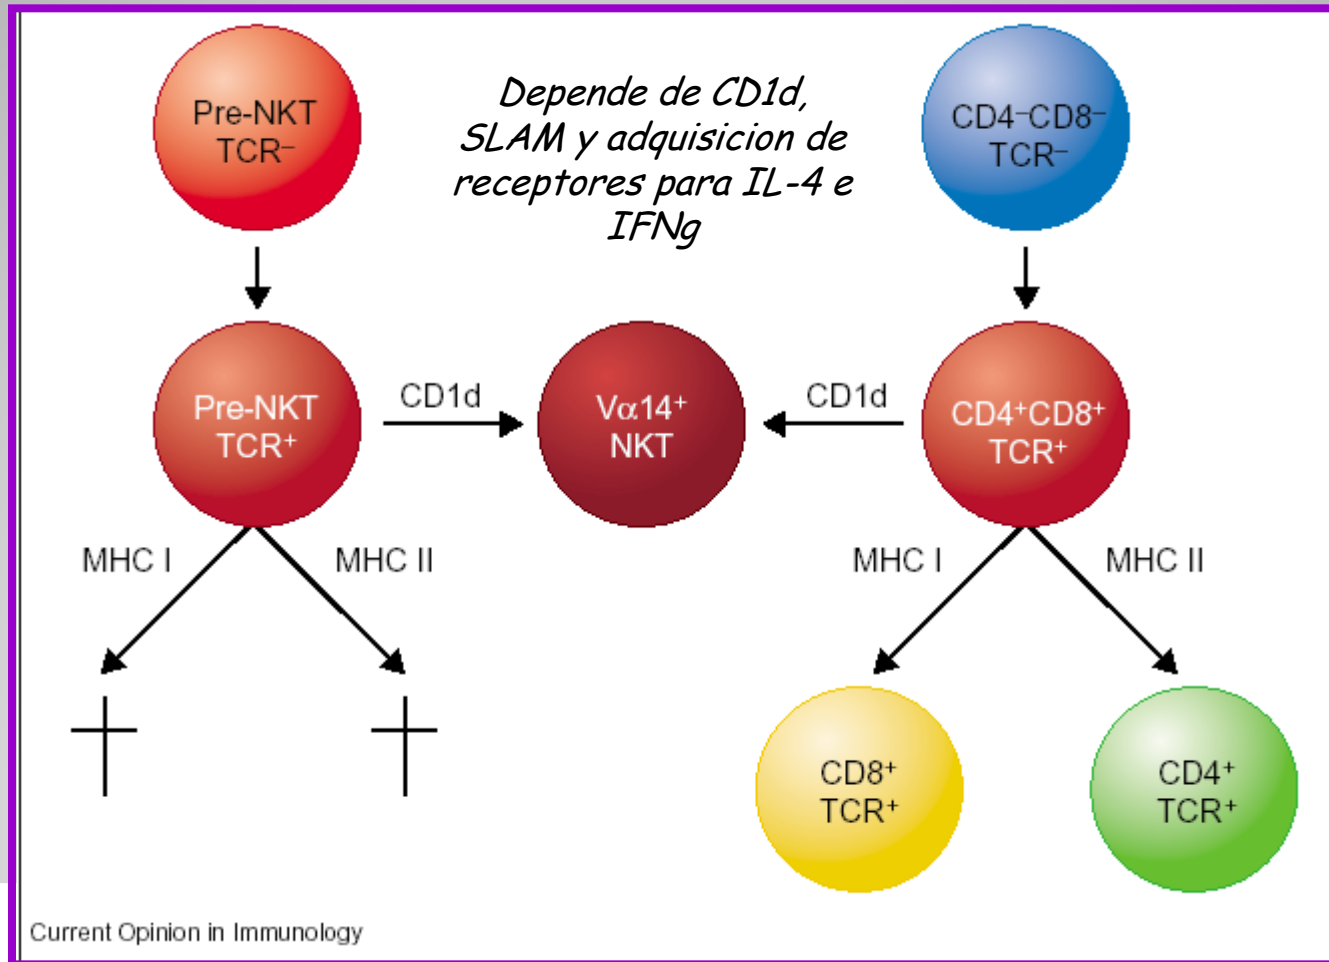 Pre-NKT
TCR–
Depende de CD1d,
SLAM y adquisicion de
receptores para IL-4 e
IFNg
CD4–CD8–
TCR–
Pre-NKT
TCR+
CD1d
Vα14+
NKT
CD1d
CD4+CD8+
TCR+
MHC I
MHC II
MHC I
MHC II
CD8+
TCR+
CD4+
TCR+
Current Opinion in Immunology